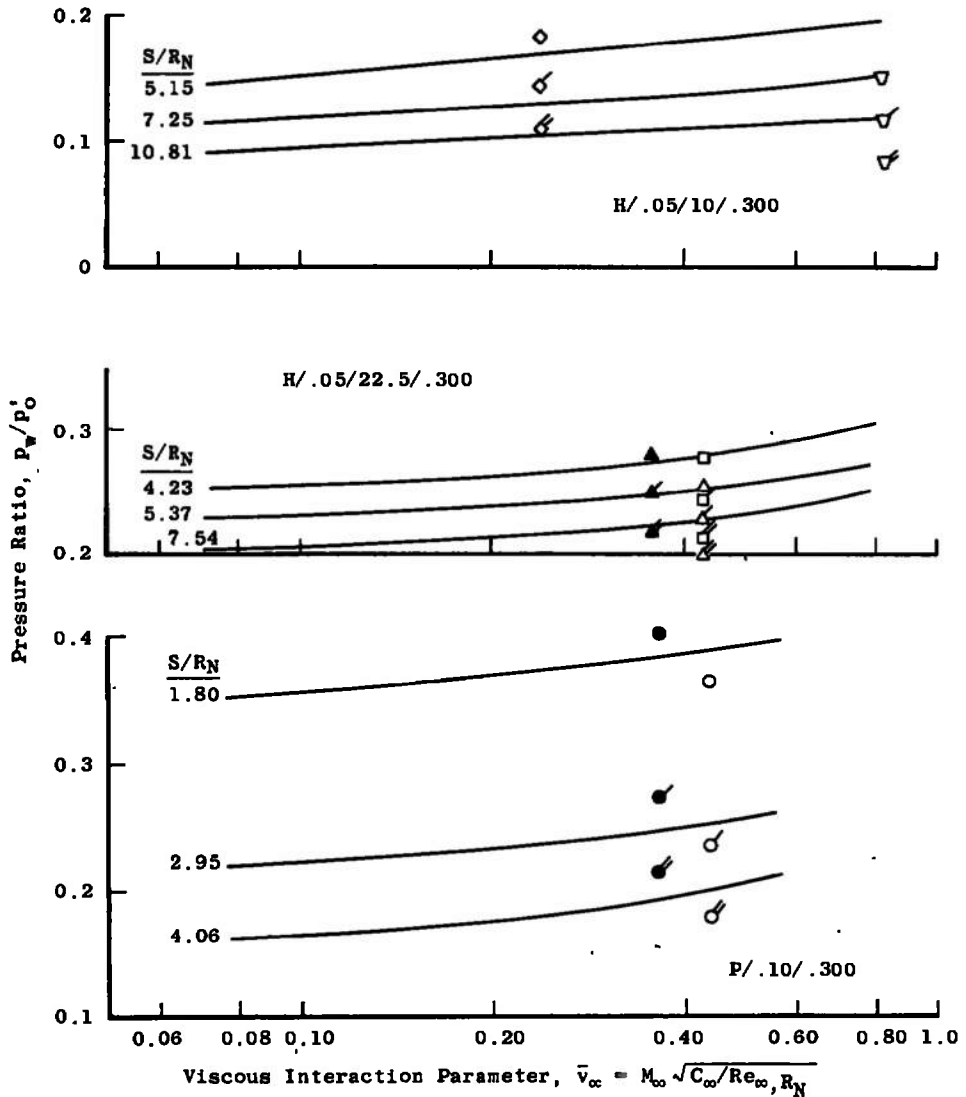 0.2
S/R_N
5.15
7.25
0.1
10.81
H/.05/10/.300
0
H/.05/22.5/.300
0.3
S/R_N
4.23
5.37
7.54
0.2
Pressure Ratio, p_w/p'_o
0.4
S/R_N
1.80
0.3
2.95
0.2
4.06
P/.10/.300
0.1
0.06 0.08 0.10 0.20 0.40 0.60 0.80 1.0
Viscous Interaction Parameter, v̄_∞ = M_∞ √C_∞/Re_∞,R_N